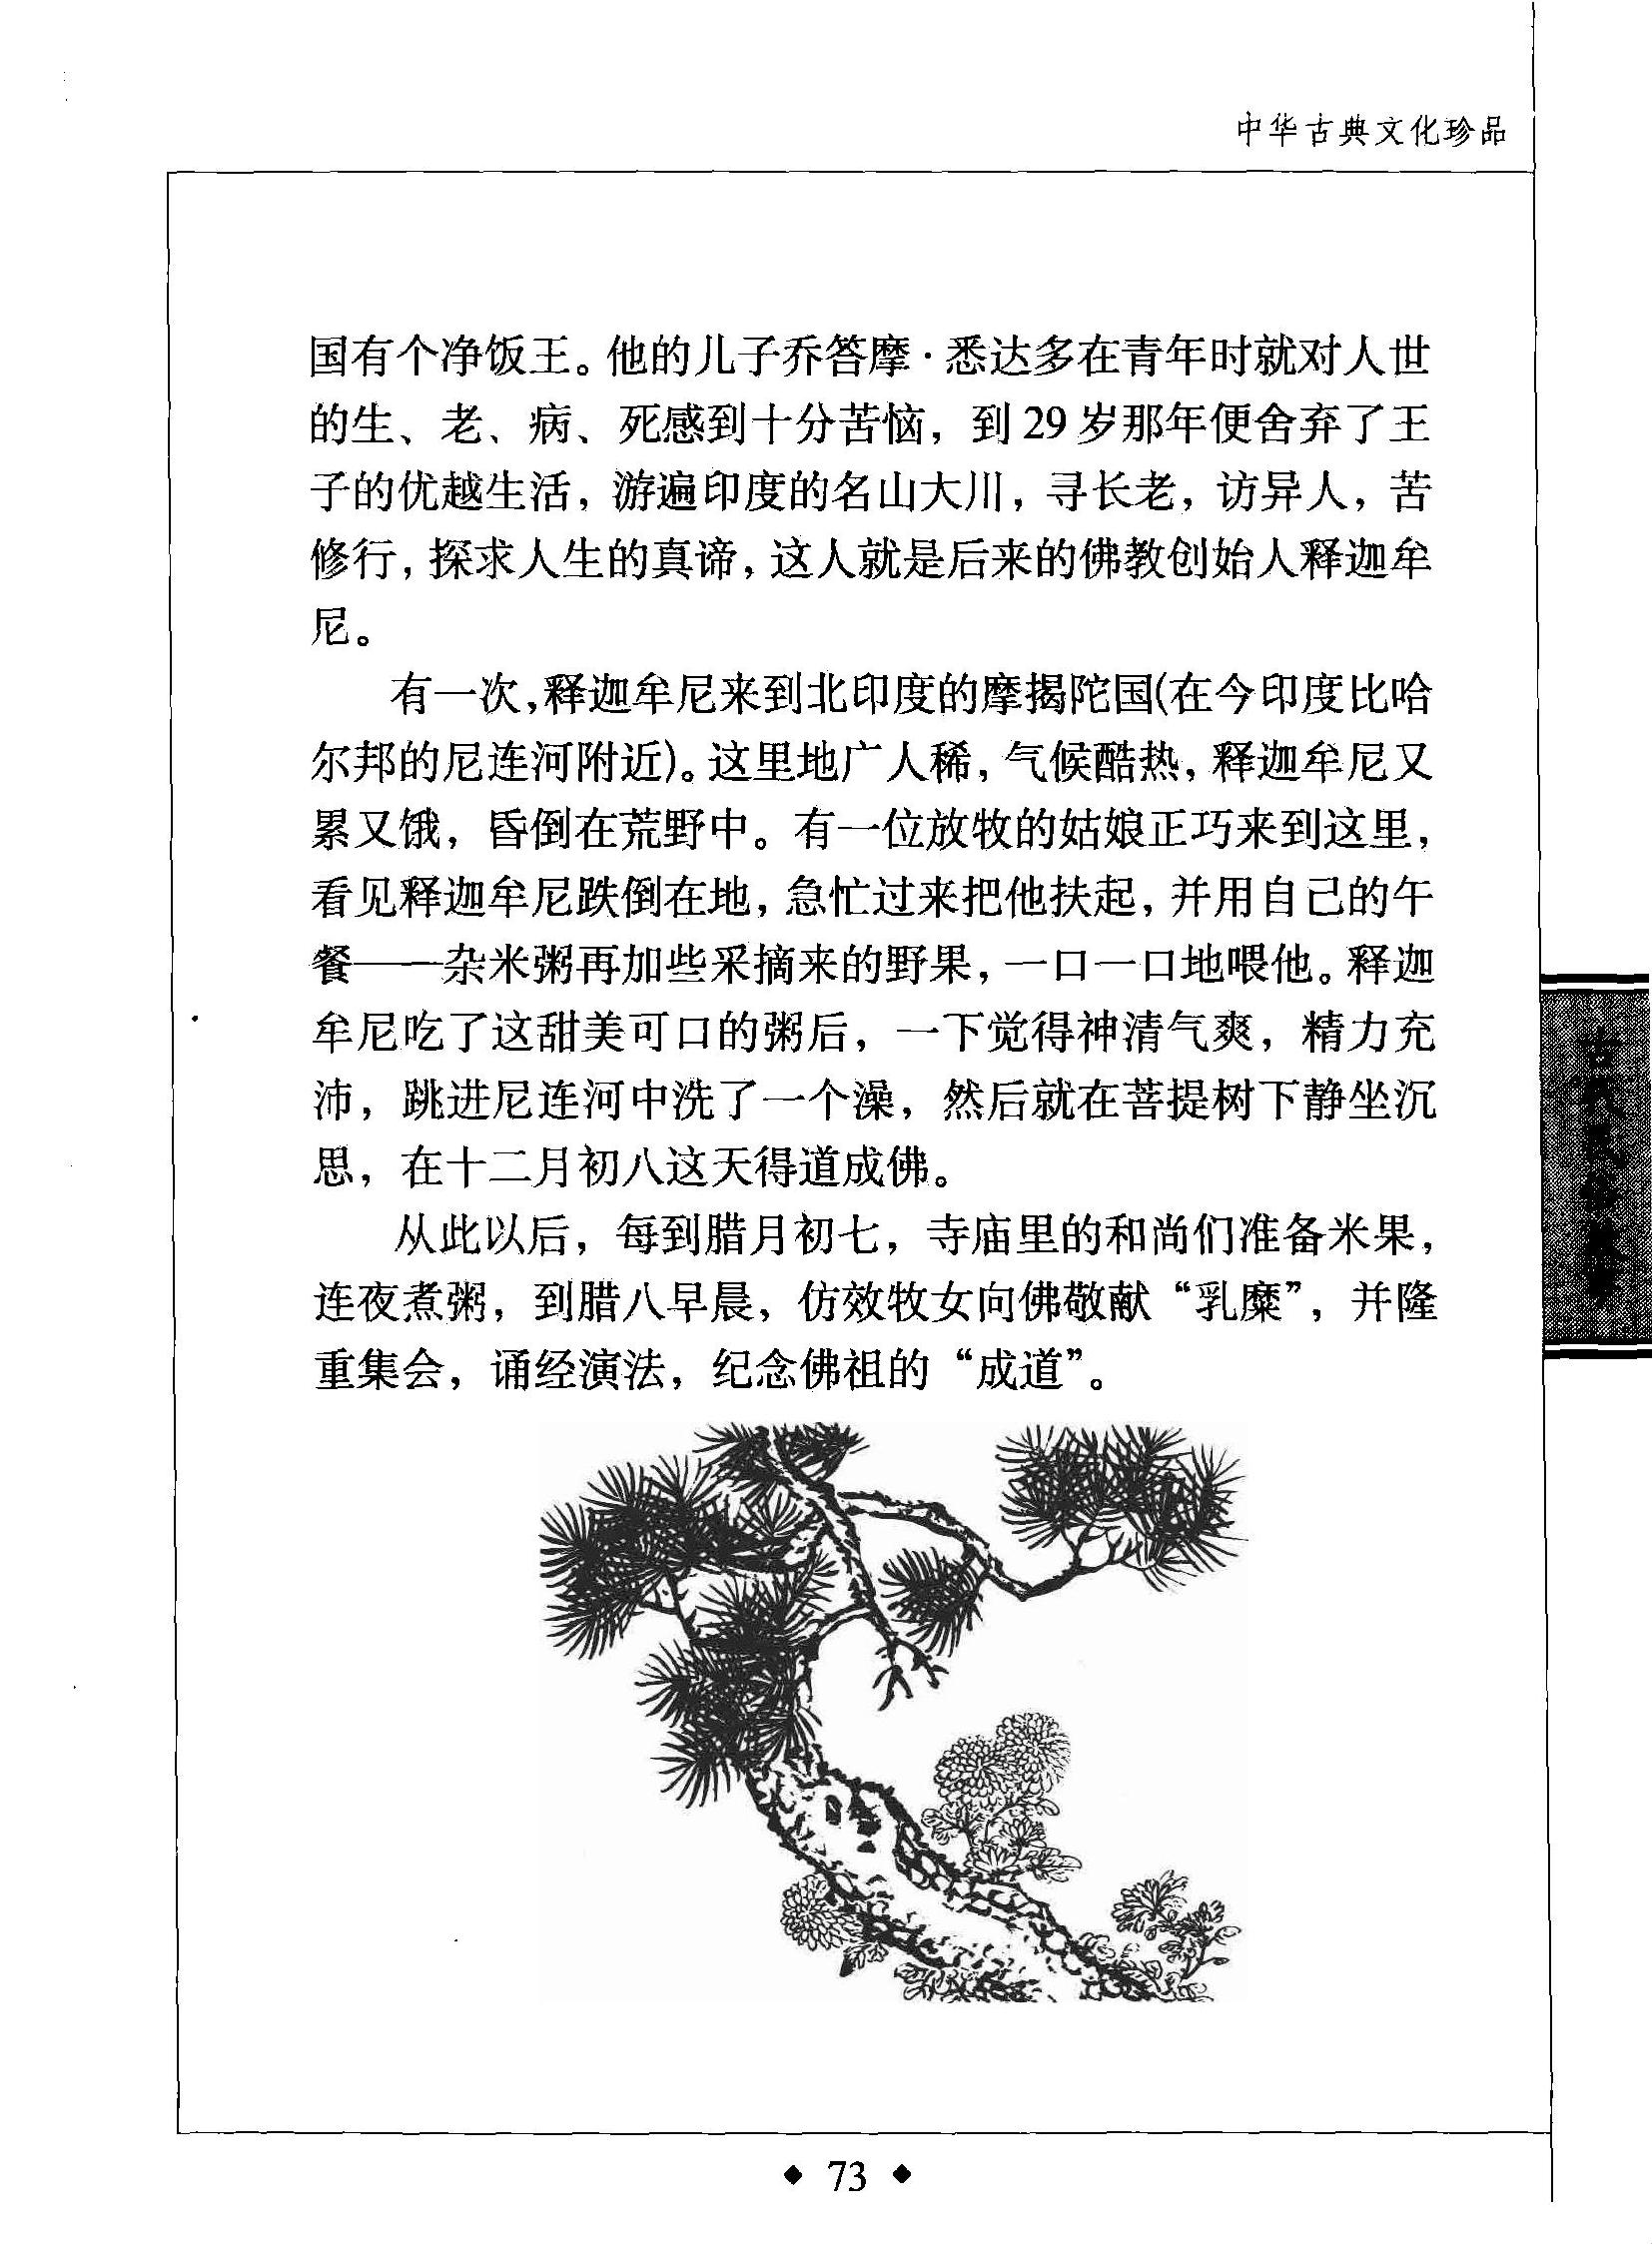 中华古典文化珍品
国有个净饭王。他的儿子乔答摩·悉达多在青年时就对人世
的生、老、病、死感到十分苦恼，到29岁那年便舍弃了王
子的优越生活，游遍印度的名山大川，寻长老，访异人，苦
修行，探求人生的真谛，这人就是后来的佛教创始人释迦牟
尼。
有一次，释迦牟尼来到北印度的摩揭陀国(在今印度比哈
尔邦的尼连河附近)。这里地广人稀，气候酷热，释迦牟尼又
累又饿，昏倒在荒野中。有一位放牧的姑娘正巧来到这里，
看见释迦牟尼跌倒在地，急忙过来把他扶起，并用自己的午
餐——杂米粥再加些采摘来的野果，一口一口地喂他。释迦
牟尼吃了这甜美可口的粥后，一下觉得神清气爽，精力充
沛，跳进尼连河中洗了一个澡，然后就在菩提树下静坐沉
思，在十二月初八这天得道成佛。
从此以后，每到腊月初七，寺庙里的和尚们准备米果，
连夜煮粥，到腊八早晨，仿效牧女向佛敬献“乳糜”，并隆
重集会，诵经演法，纪念佛祖的“成道”。
古代民俗故事
◆ 73 ◆